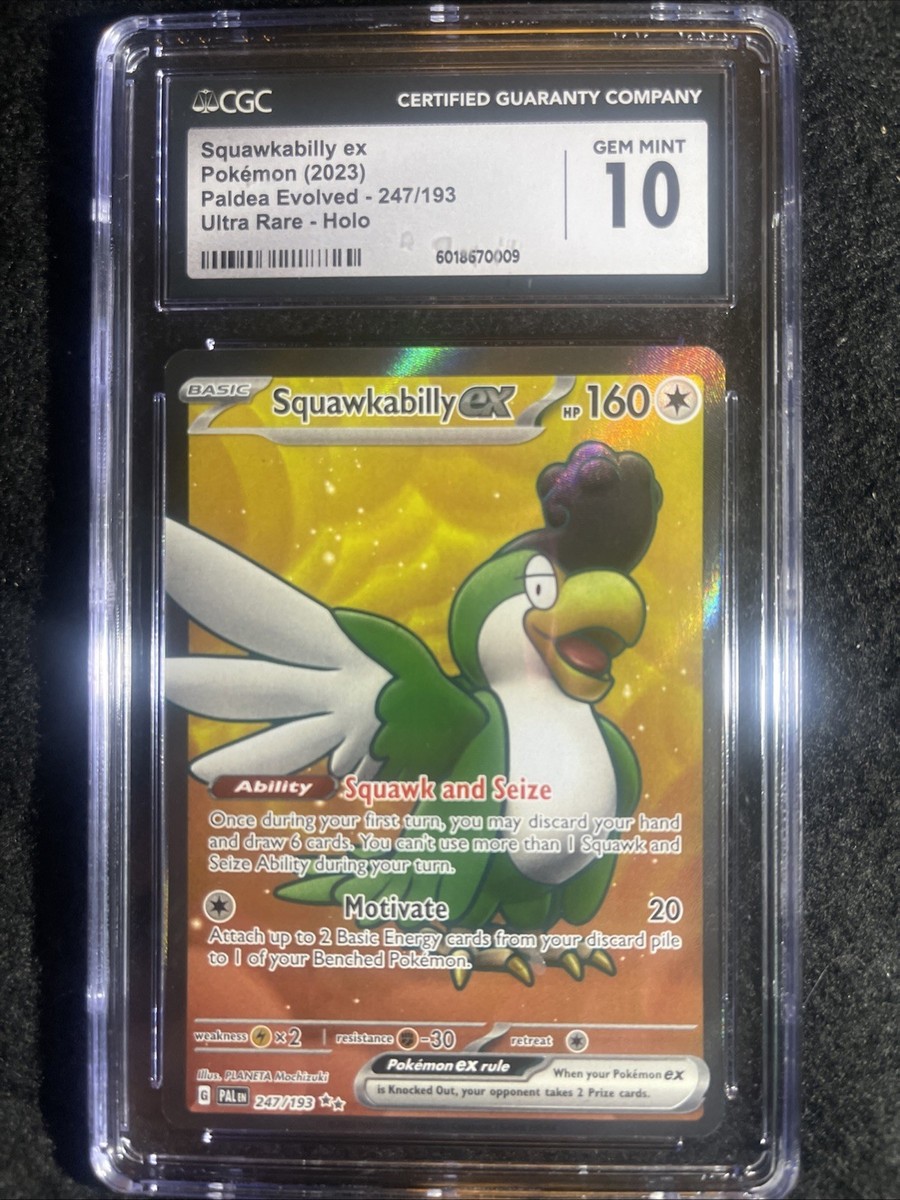 CGC CERTIFIED GUARANTY COMPANY
Squawkabilly ex
Pokémon (2023)
Paldea Evolved - 247/193
Ultra Rare - Holo
GEM MINT
10
6018670009
BASIC Squawkabilly ex HP 160
Ability Squawk and Seize
Once during your first turn, you may discard your hand
and draw 6 cards. You can't use more than 1 Squawk and
Seize Ability during your turn.
Motivate 20
Attach up to 2 Basic Energy cards from your discard pile
to 1 of your Benched Pokémon.
weakness ×2 resistance -30 retreat
Pokémon ex rule
When your Pokémon ex
is Knocked Out, your opponent takes 2 Prize cards.
Illus. PLANETA Mochizuki
G PAL EN 247/193